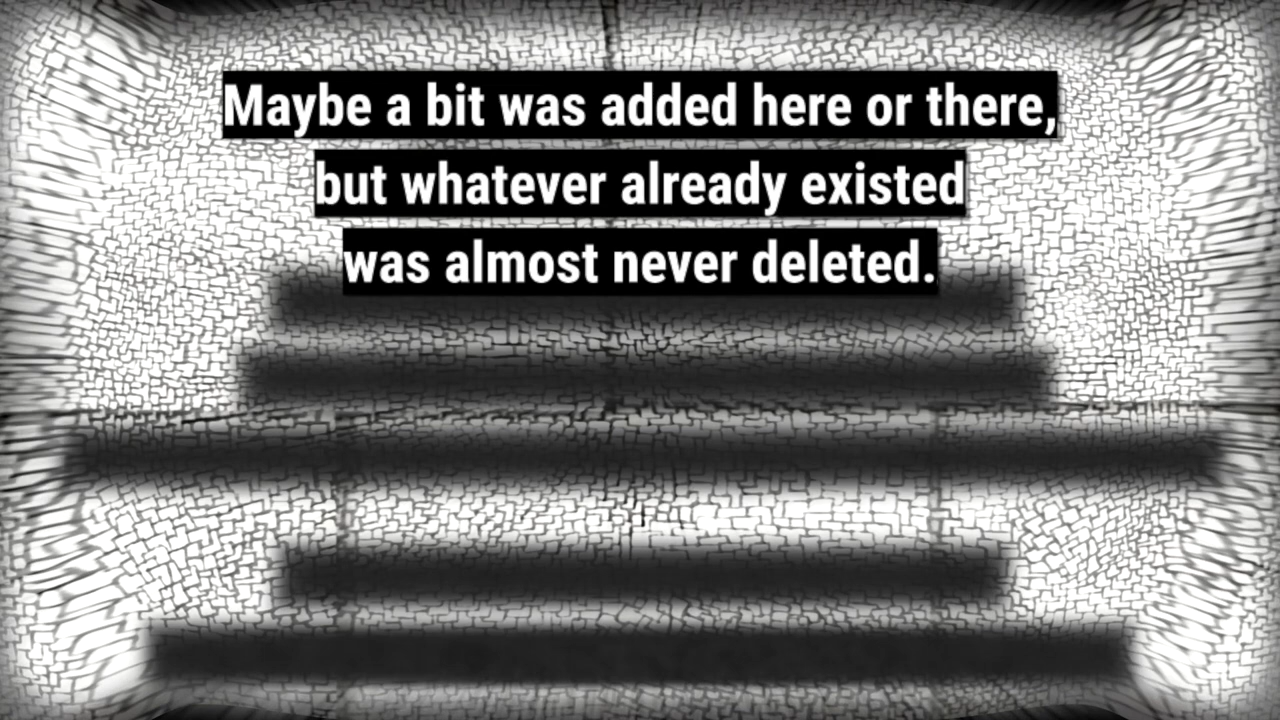 Maybe a bit was added here or there,
but whatever already existed
was almost never deleted.